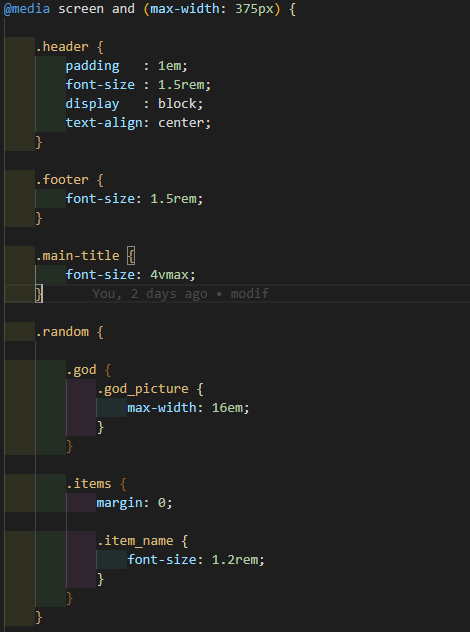 @media screen and (max-width: 375px) {
.header {
padding   : 1em;
font-size : 1.5rem;
display   : block;
text-align: center;
}
.footer {
font-size: 1.5rem;
}
.main-title {
font-size: 4vmax;
}      You, 2 days ago • modif
.random {
.god {
.god_picture {
max-width: 16em;
}
}
.items {
margin: 0;
.item_name {
font-size: 1.2rem;
}
}
}